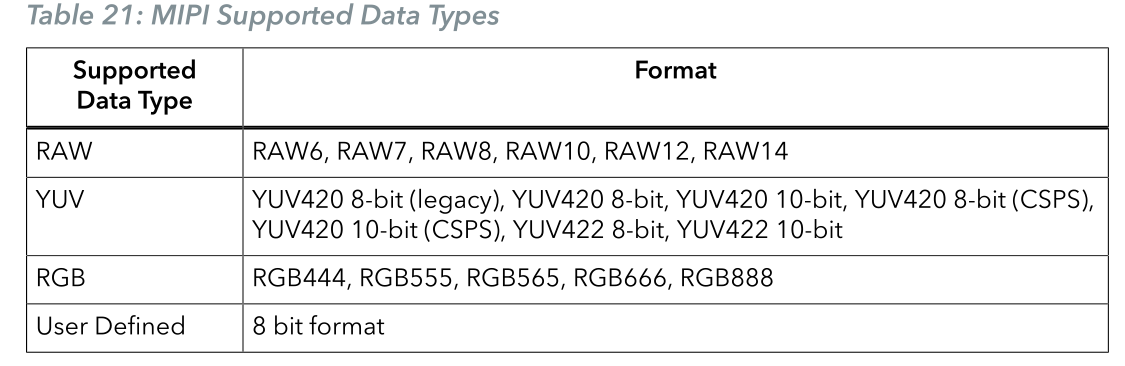 Table 21: MIPI Supported Data Types
Supported
Data Type
Format
RAW
RAW6, RAW7, RAW8, RAW10, RAW12, RAW14
YUV
YUV420 8-bit (legacy), YUV420 8-bit, YUV420 10-bit, YUV420 8-bit (CSPS),
YUV420 10-bit (CSPS), YUV422 8-bit, YUV422 10-bit
RGB
RGB444, RGB555, RGB565, RGB666, RGB888
User Defined
8 bit format